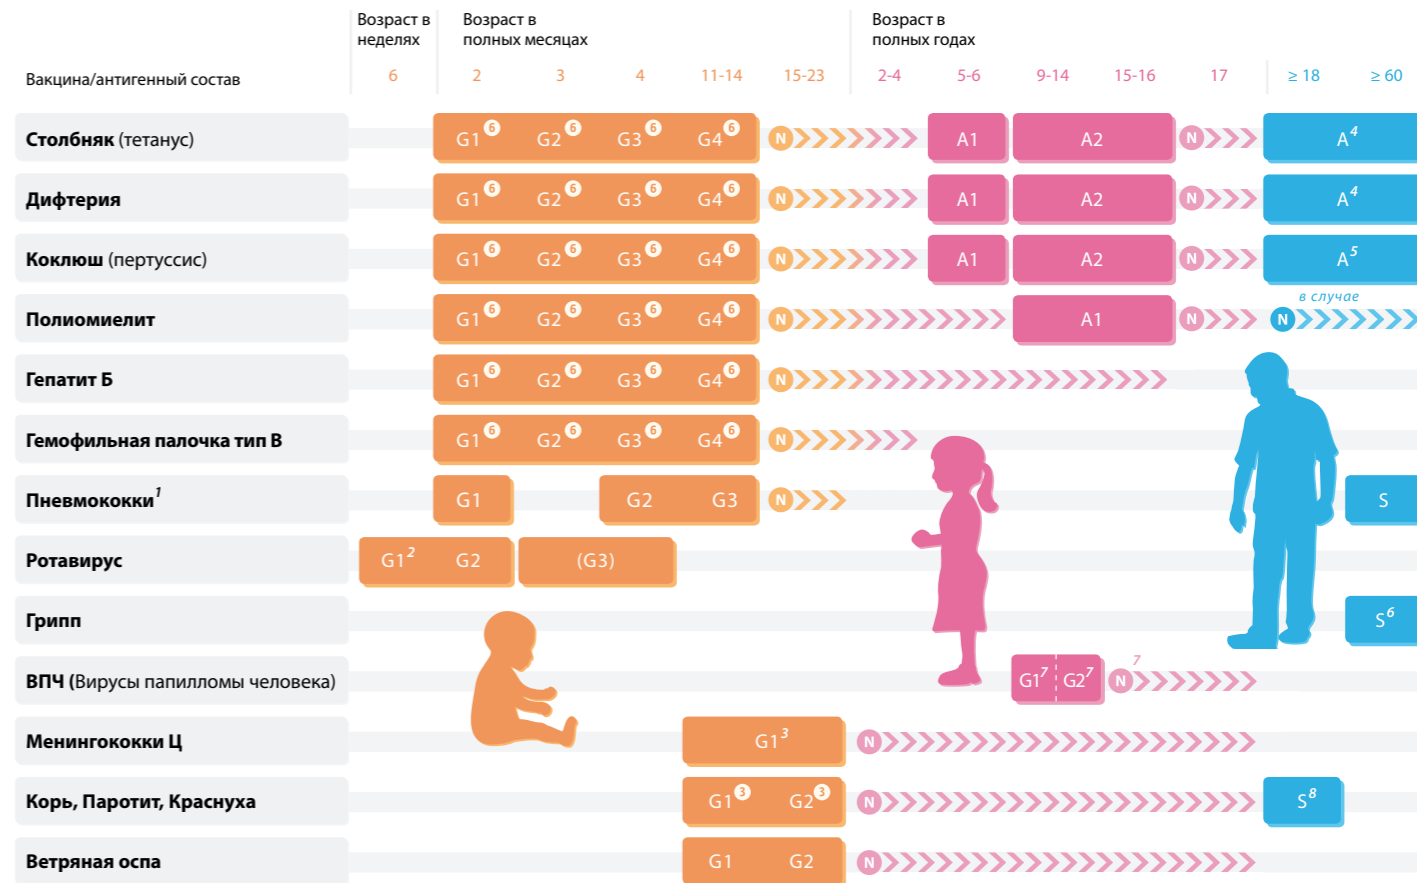 Возраст в
неделях
Возраст в
полных месяцах
Возраст в
полных годах
Вакцина/антигенный состав 6 2 3 4 11-14 15-23 2-4 5-6 9-14 15-16 17 ≥ 18 ≥ 60
Столбняк (тетанус) G1 6 G2 6 G3 6 G4 6 N A1 A2 N A 4
Дифтерия G1 6 G2 6 G3 6 G4 6 N A1 A2 N A 4
Коклюш (пертуссис) G1 6 G2 6 G3 6 G4 6 N A1 A2 N A 5
в случае
Полиомиелит G1 6 G2 6 G3 6 G4 6 N A1 N N
Гепатит Б G1 6 G2 6 G3 6 G4 6 N
Гемофильная палочка тип B G1 6 G2 6 G3 6 G4 6 N
Пневмококки 1 G1 G2 G3 N S
Ротавирус G1 2 G2 (G3)
Грипп S 6
ВПЧ (Вирусы папилломы человека) G1 7 G2 7 N 7
Менингококки Ц G1 3 N
Корь, Паротит, Краснуха G1 3 G2 3 N S 8
Ветряная оспа G1 G2 N